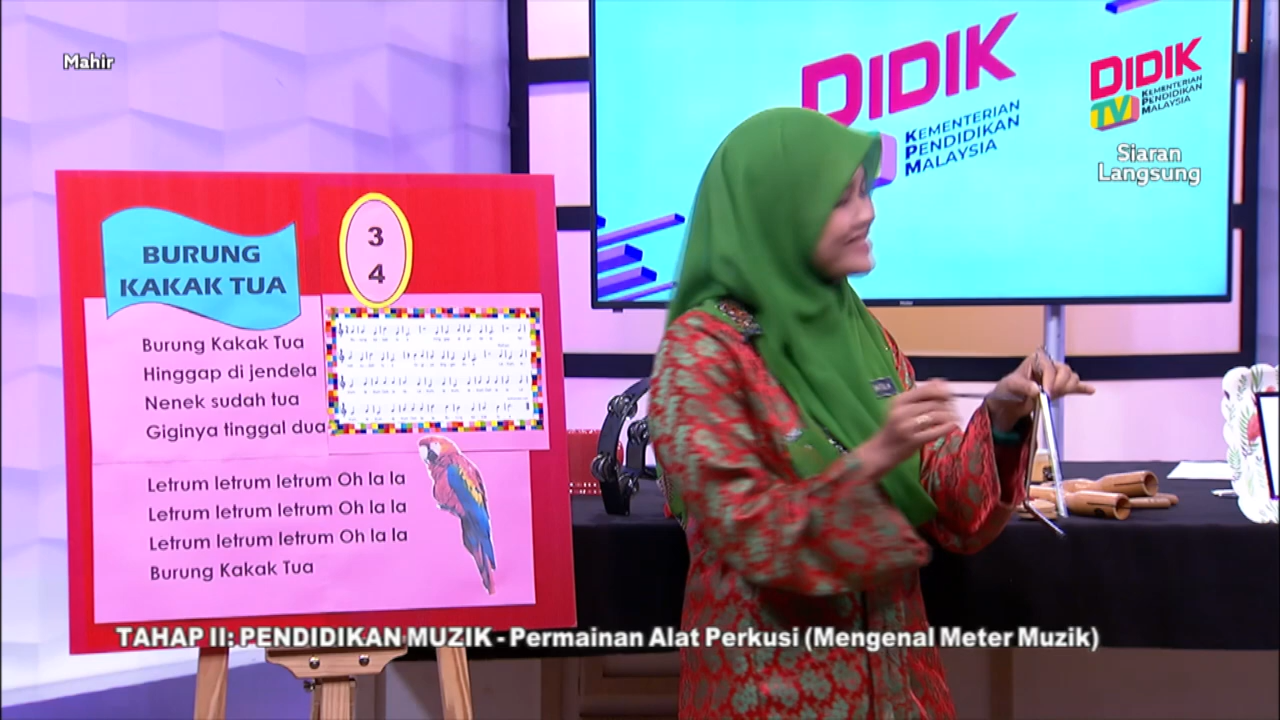 Mahir
DIDIK
KEMENTERIAN
PENDIDIKAN
MALAYSIA
DIDIK
TV
KEMENTERIAN
PENDIDIKAN
MALAYSIA
Siaran
Langsung
BURUNG
KAKAK TUA
3
4
Burung Kakak Tua
Hinggap di jendela
Nenek sudah tua
Giginya tinggal dua
Letrum letrum letrum Oh la la
Letrum letrum letrum Oh la la
Letrum letrum letrum Oh la la
Burung Kakak Tua
TAHAP II: PENDIDIKAN MUZIK - Permainan Alat Perkusi (Mengenal Meter Muzik)